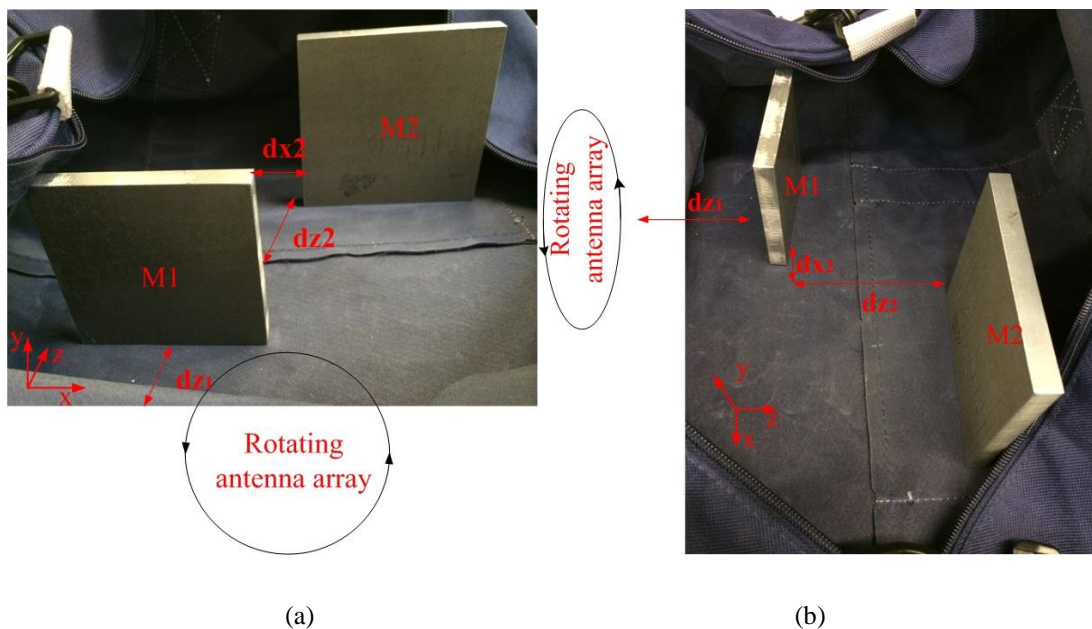 M2
dx2
dz2
M1
y
z
x
dz1
Rotating
antenna array
(a)
Rotating
antenna array
dz1
M1
dx2
dz2
M2
y
z
x
(b)